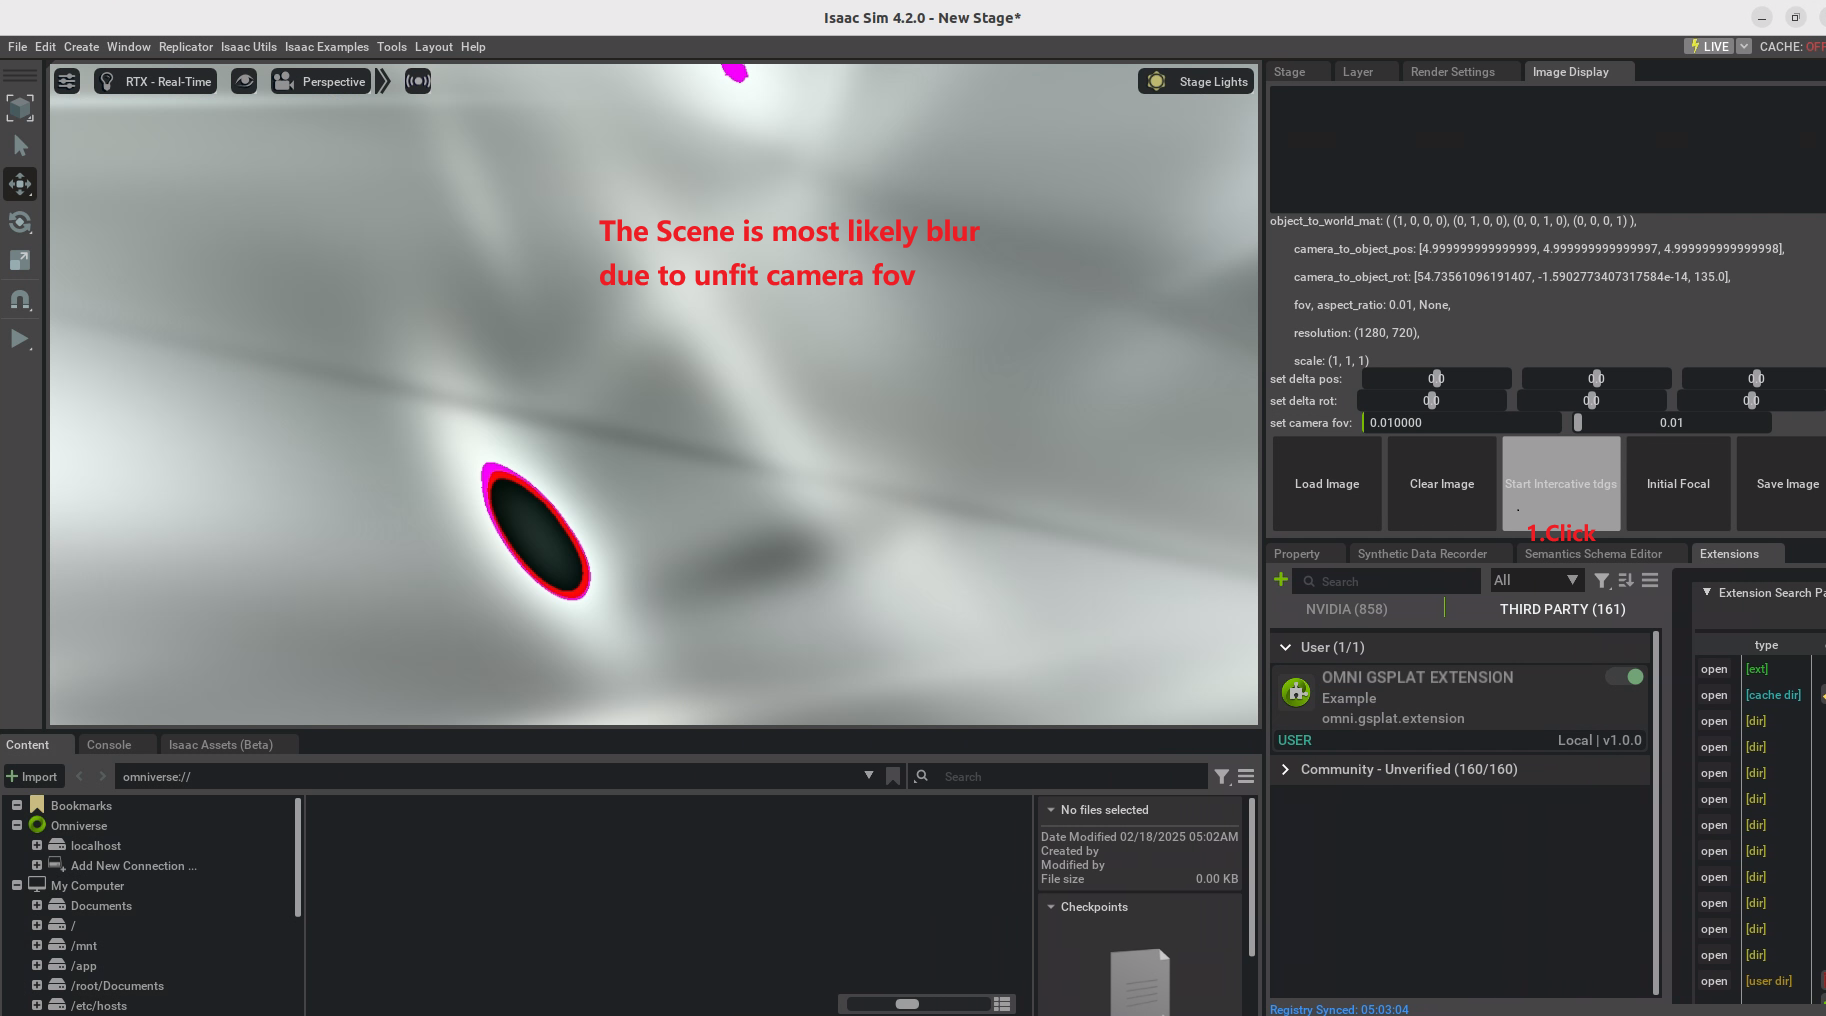 Isaac Sim 4.2.0 - New Stage*
File Edit Create Window Replicator Isaac Utils Isaac Examples Tools Layout Help
LIVE CACHE: OFF
RTX - Real-Time Perspective Stage Lights
The Scene is most likely blur
due to unfit camera fov
Stage Layer Render Settings Image Display
object_to_world_mat: ( (1, 0, 0, 0), (0, 1, 0, 0), (0, 0, 1, 0), (0, 0, 0, 1) ),
camera_to_object_pos: [4.999999999999999, 4.999999999999997, 4.999999999999998],
camera_to_object_rot: [54.73561096191407, -1.5902773407317584e-14, 135.0],
fov, aspect_ratio: 0.01, None,
resolution: (1280, 720),
scale: (1, 1, 1)
set delta pos: 0.0 0.0 0.0
set delta rot: 0.0 0.0 0.0
set camera fov: 0.010000 0.01
Load Image Clear Image Start Intercative tdgs Initial Focal Save Image
1.Click
Property Synthetic Data Recorder Semantics Schema Editor Extensions
Search All
NVIDIA (858) THIRD PARTY (161)
User (1/1)
OMNI GSPLAT EXTENSION
Example
omni.gsplat.extension
USER Local | v1.0.0
Community - Unverified (160/160)
Registry Synced: 05:03:04
Extension Search Pa
type
open [ext]
open [cache dir]
open [dir]
open [dir]
open [dir]
open [dir]
open [dir]
open [dir]
open [dir]
open [dir]
open [dir]
open [dir]
open [user dir]
Content Console Isaac Assets (Beta)
Import omniverse:// Search
Bookmarks
Omniverse
localhost
Add New Connection ...
My Computer
Documents
/
/mnt
/app
/root/Documents
/etc/hosts
No files selected
Date Modified 02/18/2025 05:02AM
Created by
Modified by
File size 0.00 KB
Checkpoints